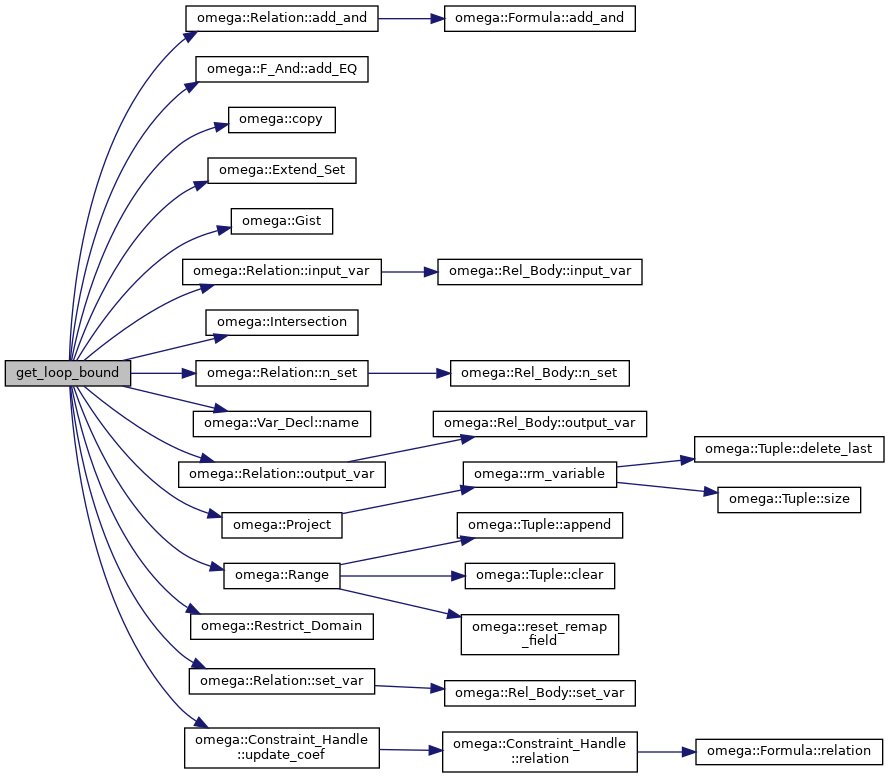 get_loop_bound
omega::Relation::add_and
omega::Formula::add_and
omega::F_And::add_EQ
omega::copy
omega::Extend_Set
omega::Gist
omega::Relation::input_var
omega::Rel_Body::input_var
omega::Intersection
omega::Relation::n_set
omega::Rel_Body::n_set
omega::Var_Decl::name
omega::Relation::output_var
omega::Rel_Body::output_var
omega::Project
omega::rm_variable
omega::Tuple::delete_last
omega::Tuple::size
omega::Range
omega::Tuple::append
omega::Tuple::clear
omega::reset_remap
_field
omega::Restrict_Domain
omega::Relation::set_var
omega::Rel_Body::set_var
omega::Constraint_Handle
::update_coef
omega::Constraint_Handle
::relation
omega::Formula::relation